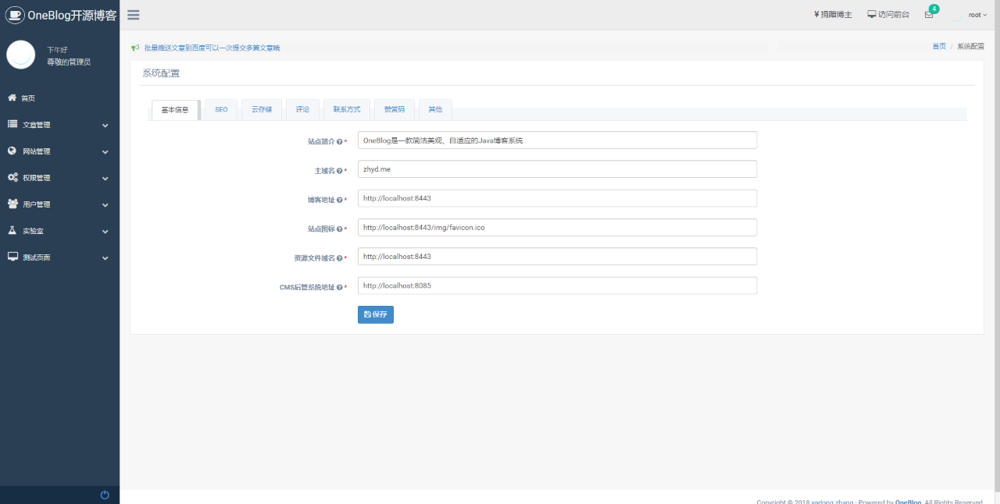 OneBlog开源博客
¥ 捐赠博主
访问前台
4
root
下午好
尊敬的管理员
批量推送文章到百度可以一次提交多篇文章哦
首页 / 系统配置
首页
文章管理
网站管理
权限管理
用户管理
实验室
测试页面
系统配置
基本信息
SEO
云存储
评论
联系方式
赞赏码
其他
站点简介 *
OneBlog是一款简洁美观、自适应的Java博客系统
主域名 *
zhyd.me
博客地址 *
http://localhost:8443
站点图标 *
http://localhost:8443/img/favicon.ico
资源文件域名 *
http://localhost:8443
CMS后管系统地址 *
http://localhost:8085
保存
Copyright © 2018 yadong.zhang · Powered by OneBlog. All Rights Reserved